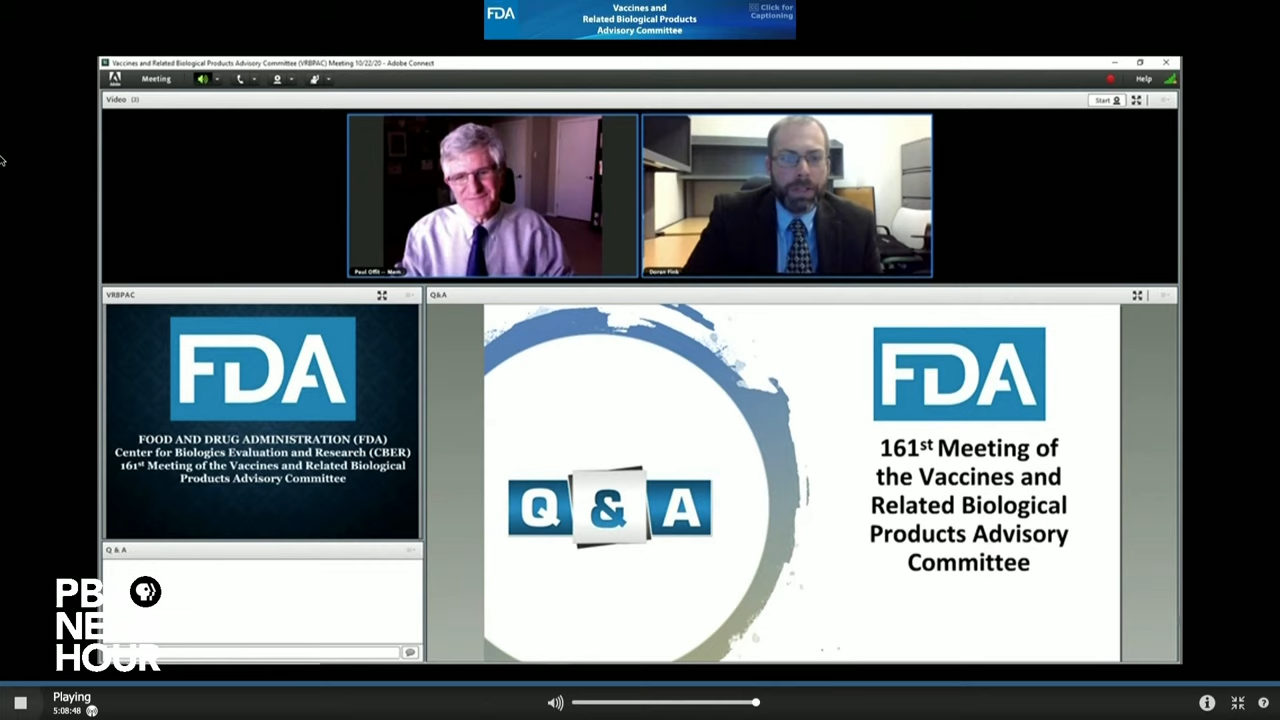 FDA
Vaccines and
Related Biological Products
Advisory Committee
CC Click for
Captioning
Vaccines and Related Biological Products Advisory Committee (VRBPAC) Meeting 10/22/20 - Adobe Connect
Meeting
Help
Video (2)
Start
Paul Offit -- Mem
Doran Fink
VRBPAC
Q&A
FDA
FOOD AND DRUG ADMINISTRATION (FDA)
Center for Biologics Evaluation and Research (CBER)
161st Meeting of the Vaccines and Related Biological
Products Advisory Committee
Q & A
FDA
161st Meeting of
the Vaccines and
Related Biological
Products Advisory
Committee
Q & A
PBS
NEWS
HOUR
Playing
5:08:48